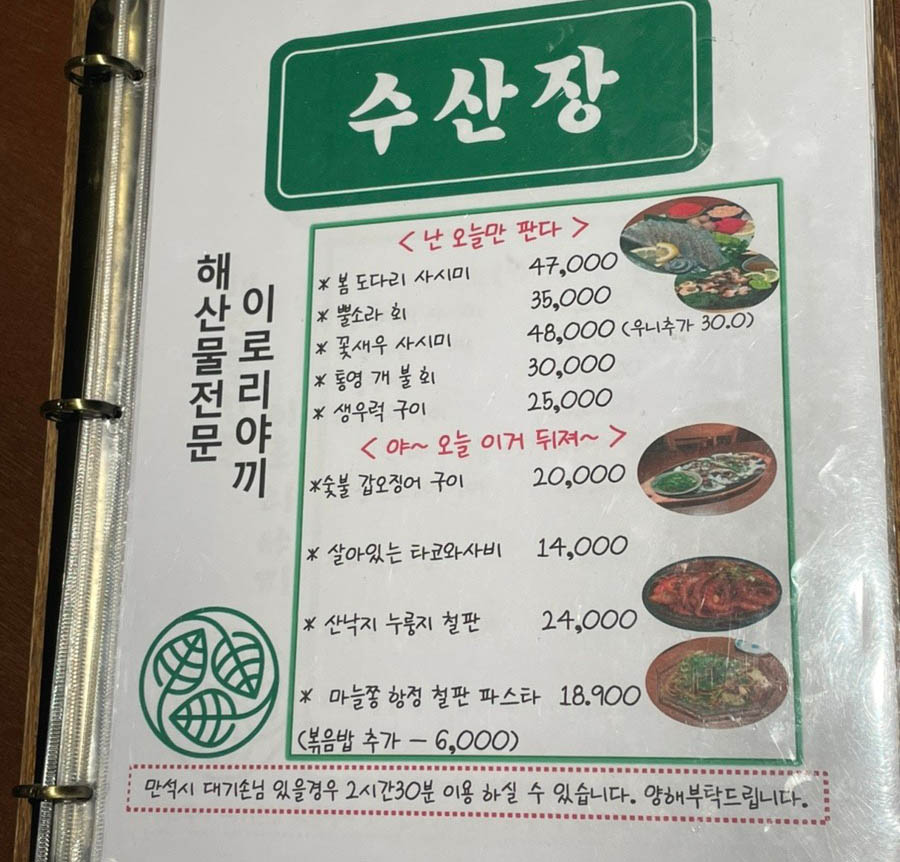 수산장
해산물전문
이로리야끼
< 난 오늘만 판다 >
* 봄 도다리 사시미 47,000
* 뿔소라 회 35,000
* 꽃새우 사시미 48,000 (우니추가 30.0)
* 통영 개 불 회 30,000
* 생우럭 구이 25,000
< 야~ 오늘 이거 뒤져~ >
*숯불 갑오징어 구이 20,000
* 살아있는 타코와사비 14,000
* 산낙지 누룽지 철판 24,000
* 마늘쫑 항정 철판 파스타 18.900
(볶음밥 추가 – 6,000)
만석시 대기손님 있을경우 2시간30분 이용 하실 수 있습니다. 양해부탁드립니다.